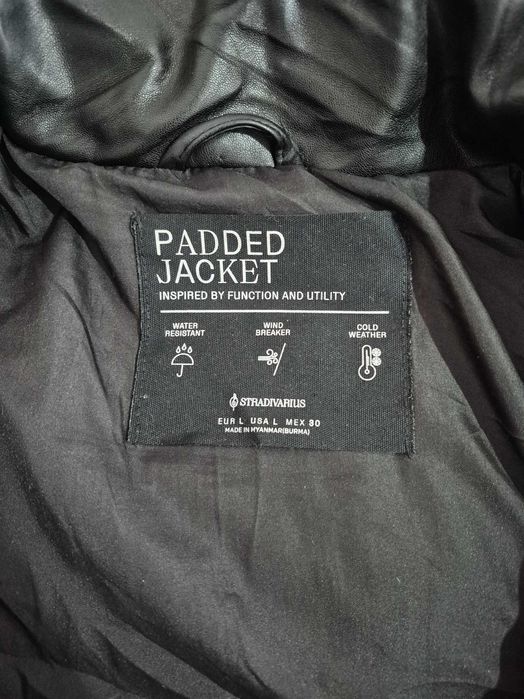 PADDED
JACKET
INSPIRED BY FUNCTION AND UTILITY
WATER
RESISTANT
WIND
BREAKER
COLD
WEATHER
STRADIVARIUS
EUR L USA L MEX 30
MADE IN MYANMAR(BURMA)